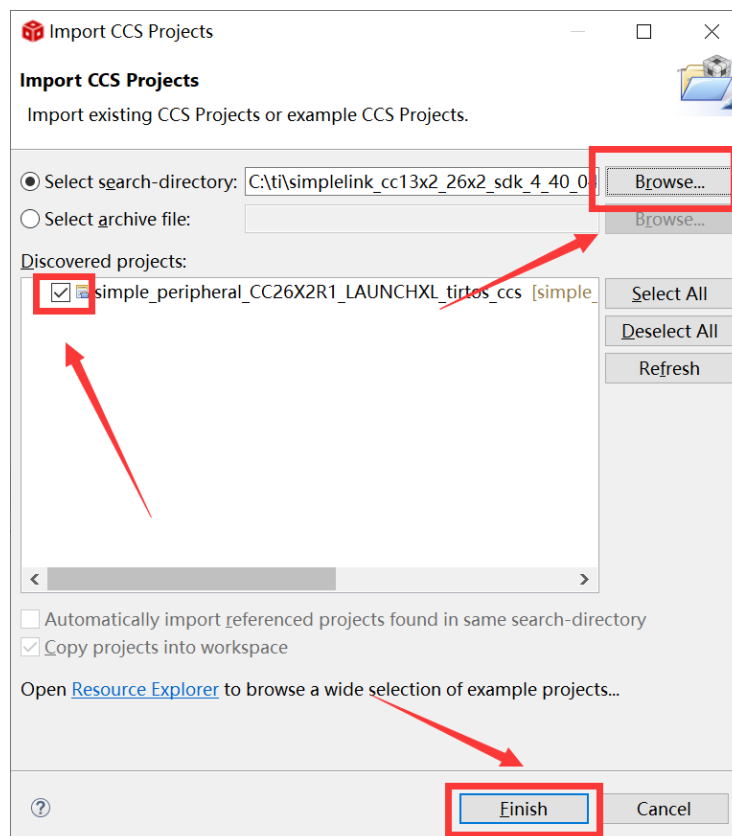 Import CCS Projects
Import CCS Projects
Import existing CCS Projects or example CCS Projects.
Select search-directory: C:\ti\simplelink_cc13x2_26x2_sdk_4_40_04 Browse...
Select archive file: Browse...
Discovered projects:
simple_peripheral_CC26X2R1_LAUNCHXL_tirtos_ccs [simple_ Select All
Deselect All
Refresh
Automatically import referenced projects found in same search-directory
Copy projects into workspace
Open Resource Explorer to browse a wide selection of example projects...
Finish Cancel